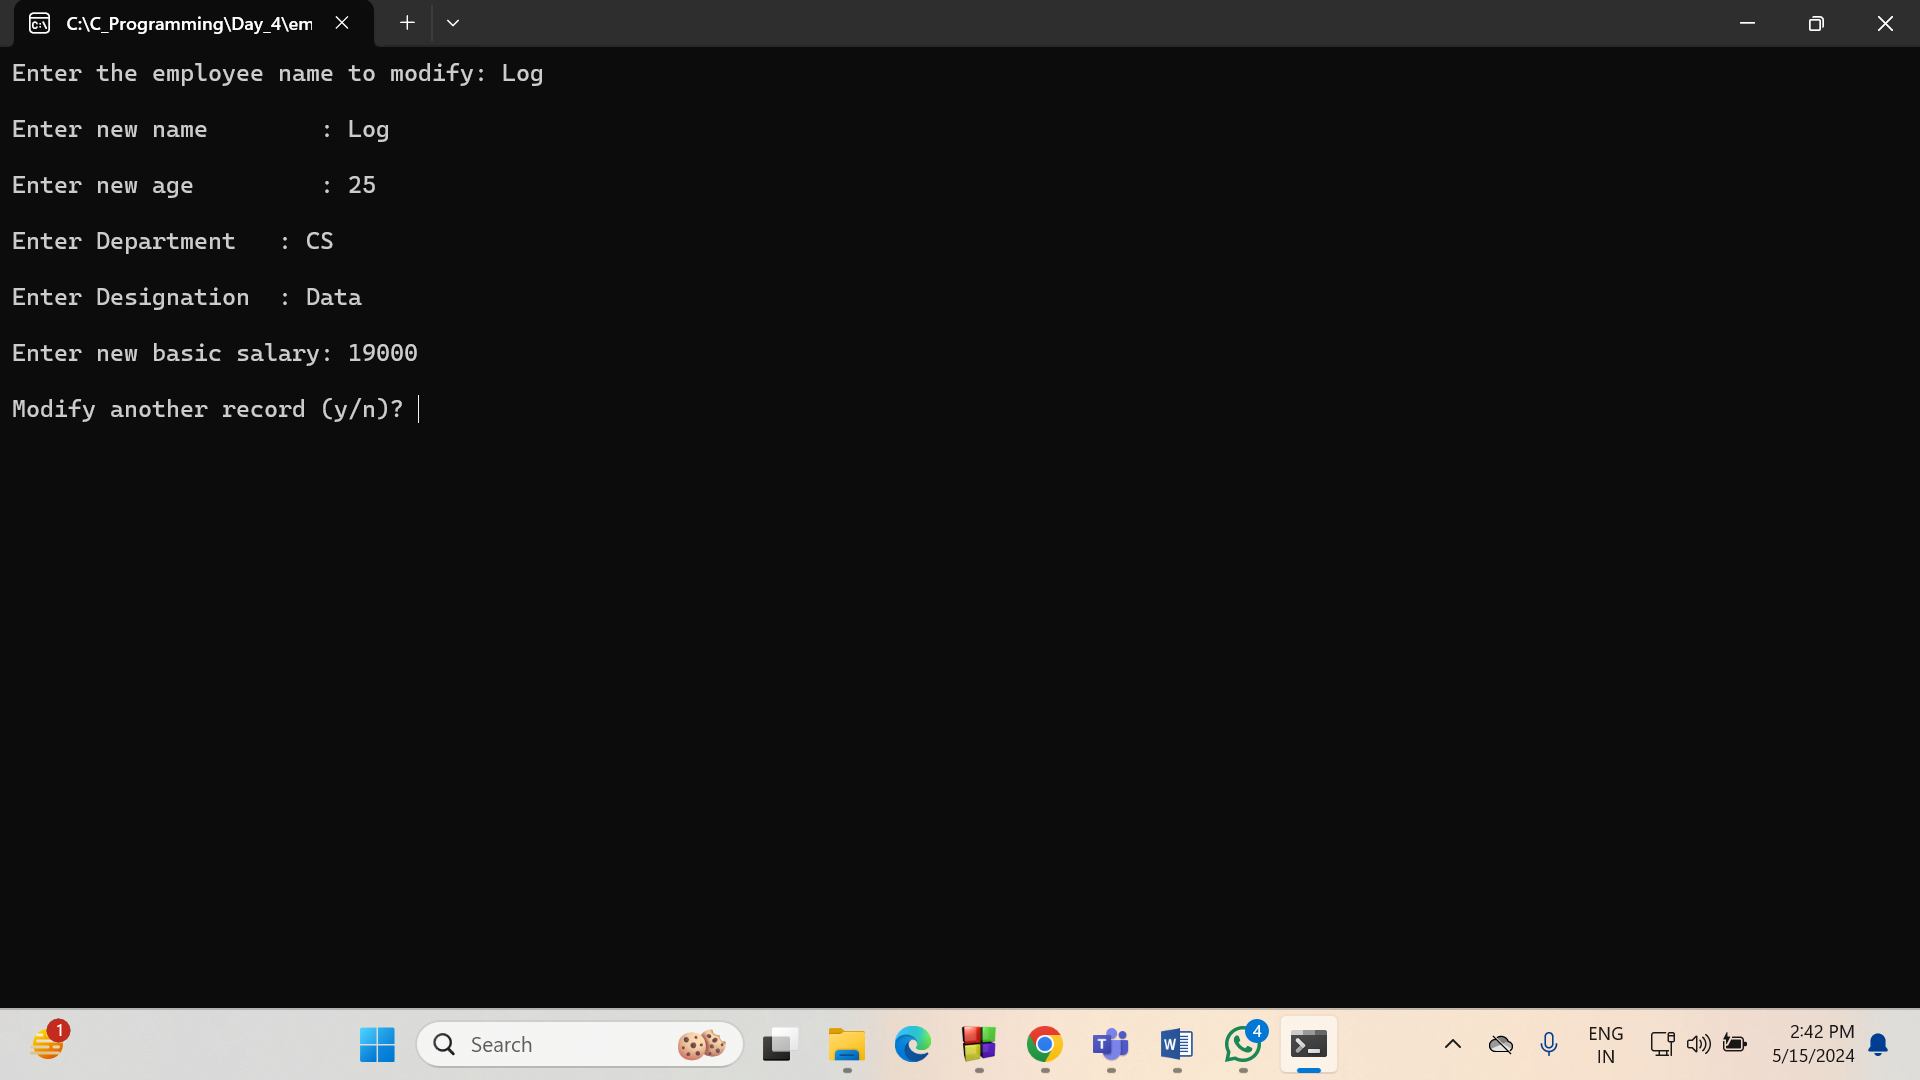 C:\C_Programming\Day_4\em
Enter the employee name to modify: Log
Enter new name        : Log
Enter new age         : 25
Enter Department   : CS
Enter Designation  : Data
Enter new basic salary: 19000
Modify another record (y/n)?
1
Search
4
ENG
IN
2:42 PM
5/15/2024